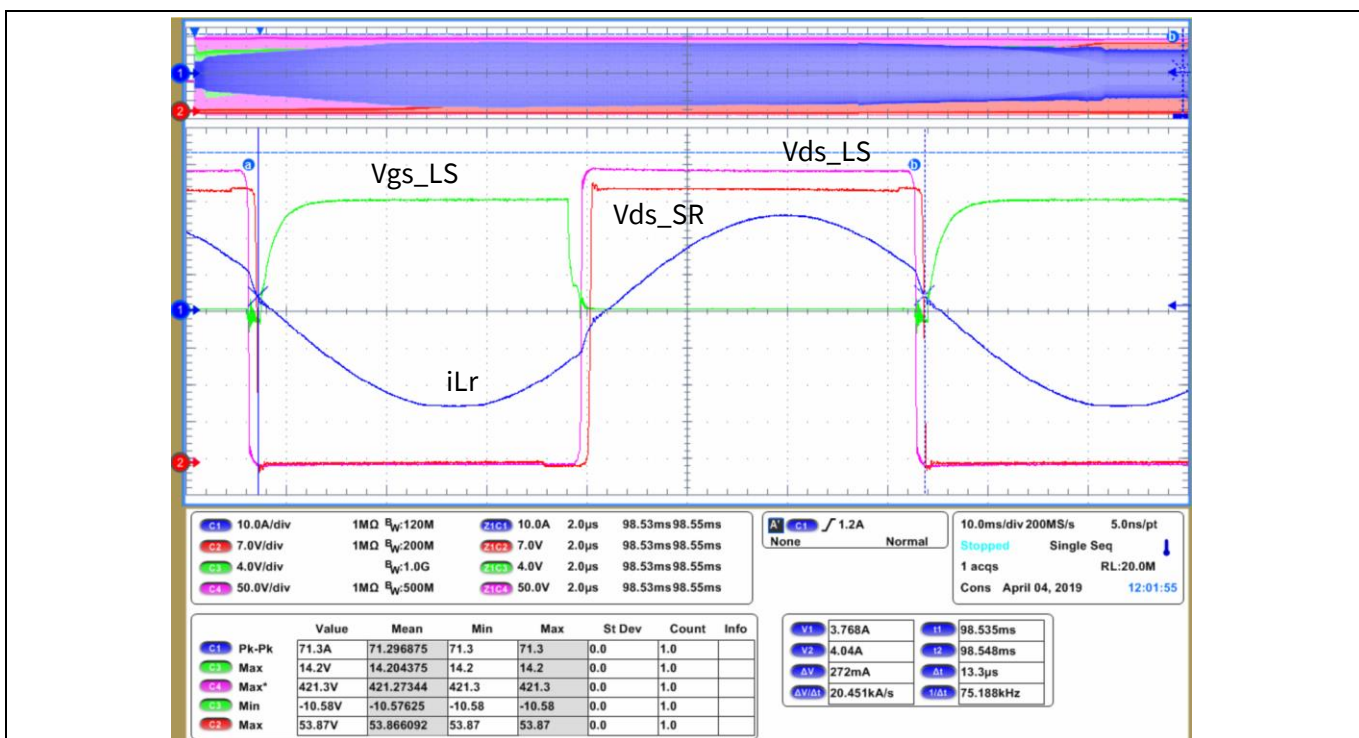 b
1
2
a
Vgs_LS
Vds_LS
b
Vds_SR
1
iLr
2
C1 10.0A/div 1MΩ BW:120M Z1C1 10.0A 2.0µs 98.53ms 98.55ms
C2 7.0V/div 1MΩ BW:200M Z1C2 7.0V 2.0µs 98.53ms 98.55ms
C3 4.0V/div BW:1.0G Z1C3 4.0V 2.0µs 98.53ms 98.55ms
C4 50.0V/div 1MΩ BW:500M Z1C4 50.0V 2.0µs 98.53ms 98.55ms
A' C1 1.2A
None Normal
10.0ms/div 200MS/s 5.0ns/pt
Stopped Single Seq
1 acqs RL:20.0M
Cons April 04, 2019 12:01:55
Value Mean Min Max St Dev Count Info
C1 Pk-Pk 71.3A 71.296875 71.3 71.3 0.0 1.0
C3 Max 14.2V 14.204375 14.2 14.2 0.0 1.0
C4 Max* 421.3V 421.27344 421.3 421.3 0.0 1.0
C3 Min -10.58V -10.57625 -10.58 -10.58 0.0 1.0
C2 Max 53.87V 53.866092 53.87 53.87 0.0 1.0
V1 3.768A t1 98.535ms
V2 4.04A t2 98.548ms
ΔV 272mA Δt 13.3µs
ΔV/Δt 20.451kA/s 1/Δt 75.188kHz